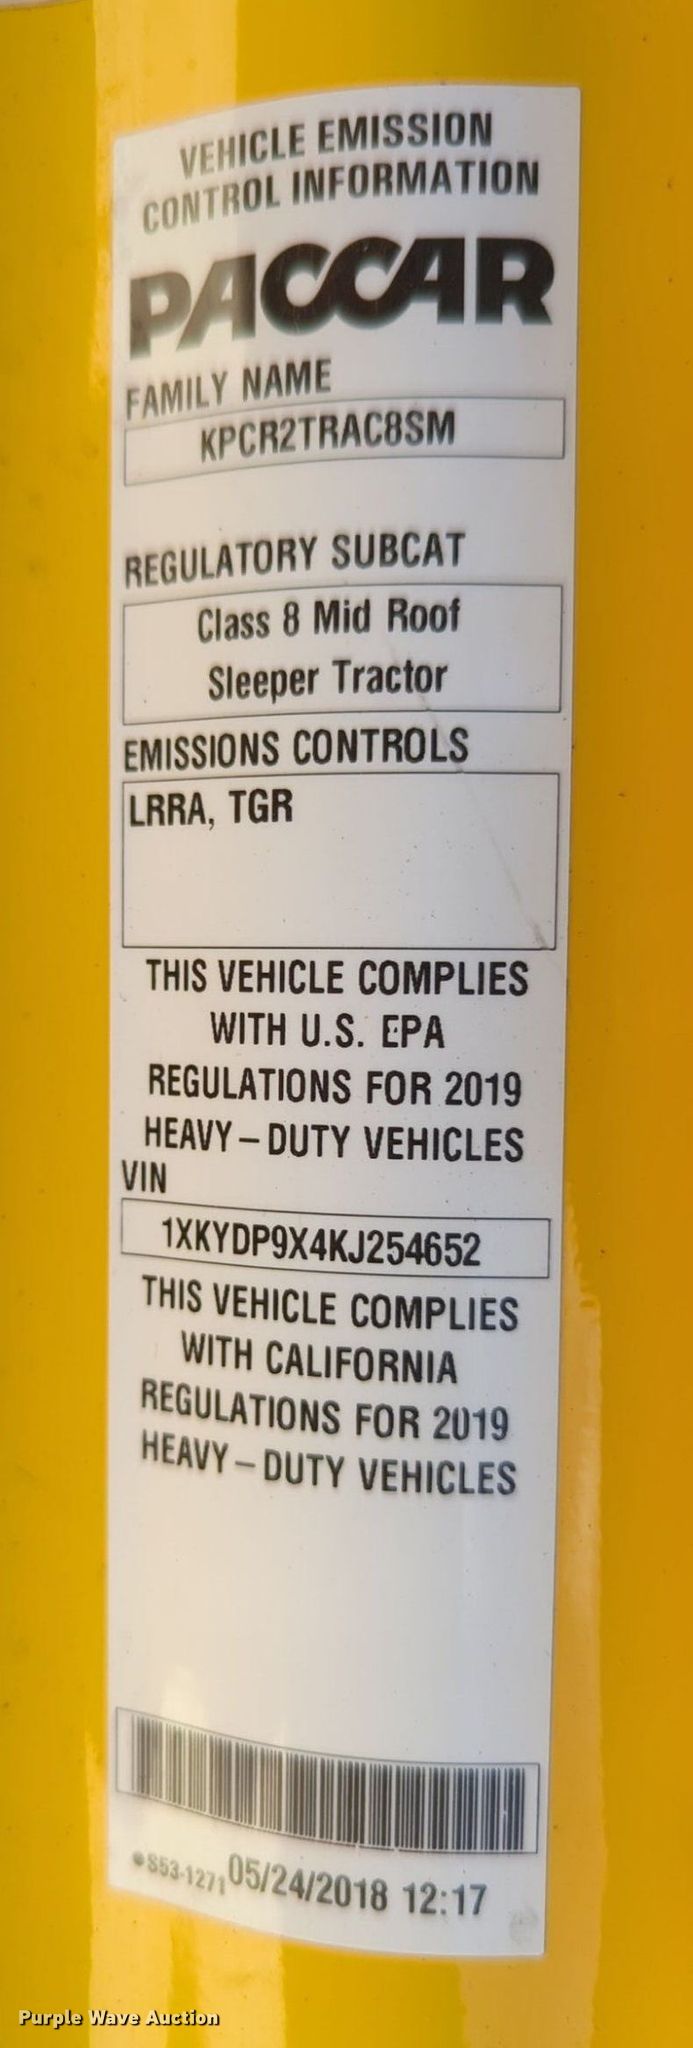 VEHICLE EMISSION
CONTROL INFORMATION
PACCAR
FAMILY NAME
KPCR2TRAC8SM
REGULATORY SUBCAT
Class 8 Mid Roof
Sleeper Tractor
EMISSIONS CONTROLS
LRRA, TGR
THIS VEHICLE COMPLIES
WITH U.S. EPA
REGULATIONS FOR 2019
HEAVY-DUTY VEHICLES
VIN
1XKYDP9X4KJ254652
THIS VEHICLE COMPLIES
WITH CALIFORNIA
REGULATIONS FOR 2019
HEAVY-DUTY VEHICLES
S53-1271 05/24/2018 12:17
Purple Wave Auction